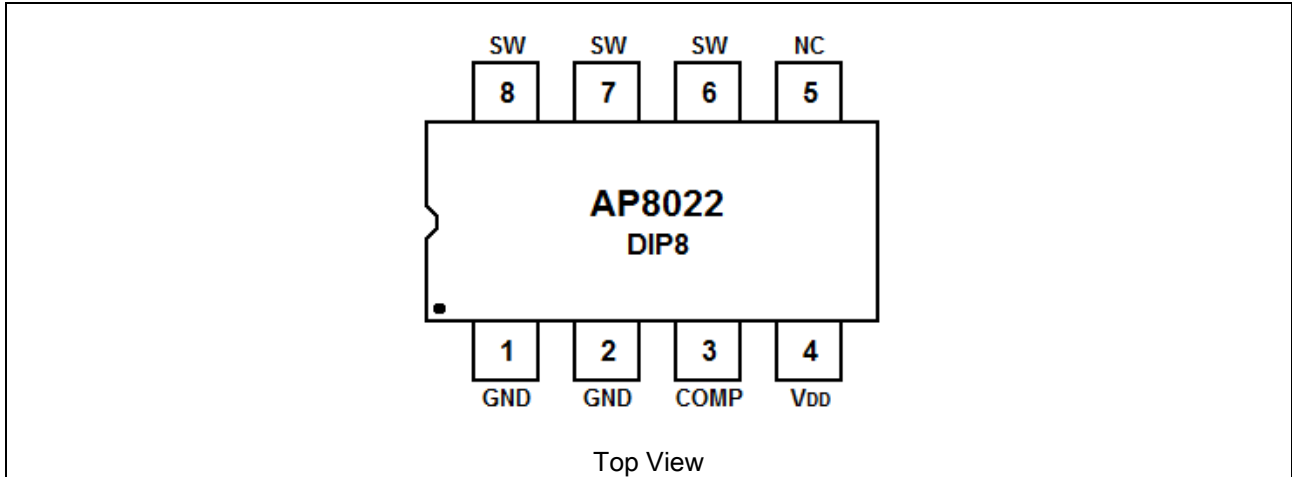 SW SW SW NC
8 7 6 5
AP8022
DIP8
1 2 3 4
GND GND COMP VDD
Top View